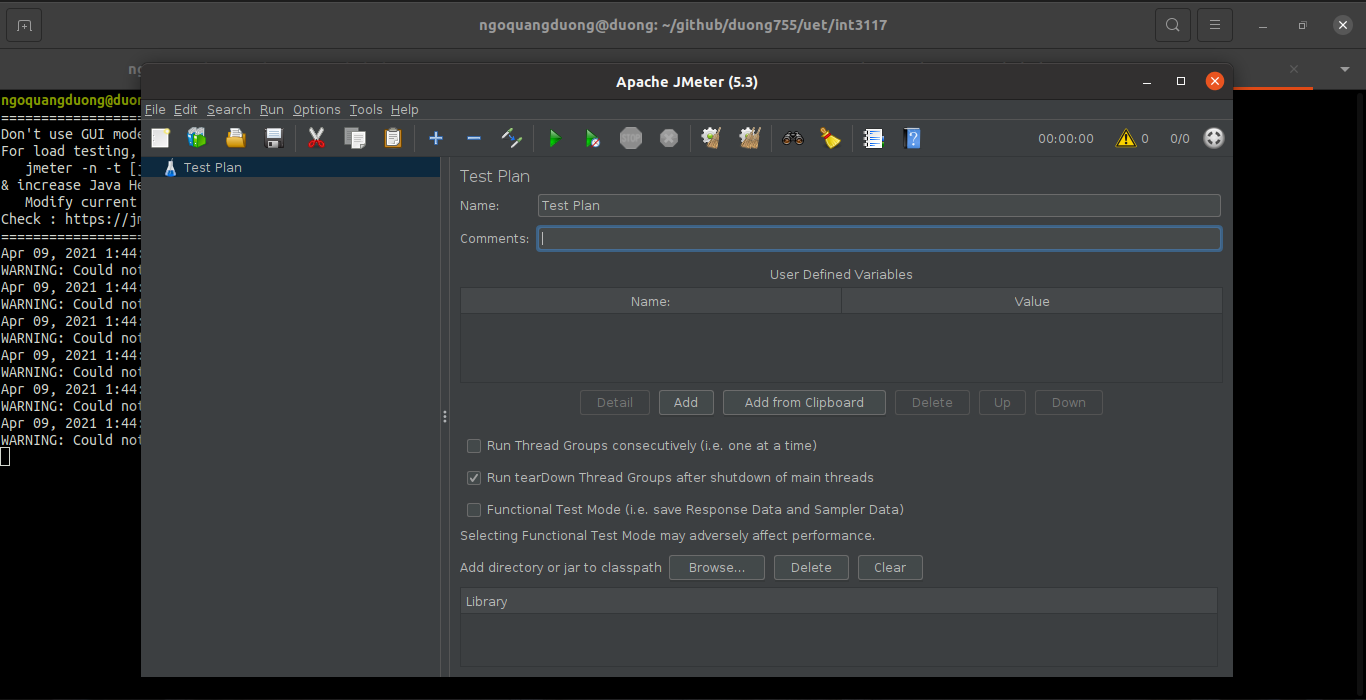 ngoquangduong@duong: ~/github/duong755/uet/int3117
Apache JMeter (5.3)
File Edit Search Run Options Tools Help
STOP
00:00:00
0
0/0
ngoquangduong@duon
==================
Don't use GUI mode
For load testing,
jmeter -n -t [j
& increase Java He
Modify current
Check : https://jm
==================
Apr 09, 2021 1:44:
WARNING: Could not
Apr 09, 2021 1:44:
WARNING: Could not
Apr 09, 2021 1:44:
WARNING: Could not
Apr 09, 2021 1:44:
WARNING: Could not
Apr 09, 2021 1:44:
WARNING: Could not
Apr 09, 2021 1:44:
WARNING: Could not
Test Plan
Test Plan
Name: Test Plan
Comments:
User Defined Variables
Name: Value
Detail Add Add from Clipboard Delete Up Down
Run Thread Groups consecutively (i.e. one at a time)
Run tearDown Thread Groups after shutdown of main threads
Functional Test Mode (i.e. save Response Data and Sampler Data)
Selecting Functional Test Mode may adversely affect performance.
Add directory or jar to classpath Browse... Delete Clear
Library